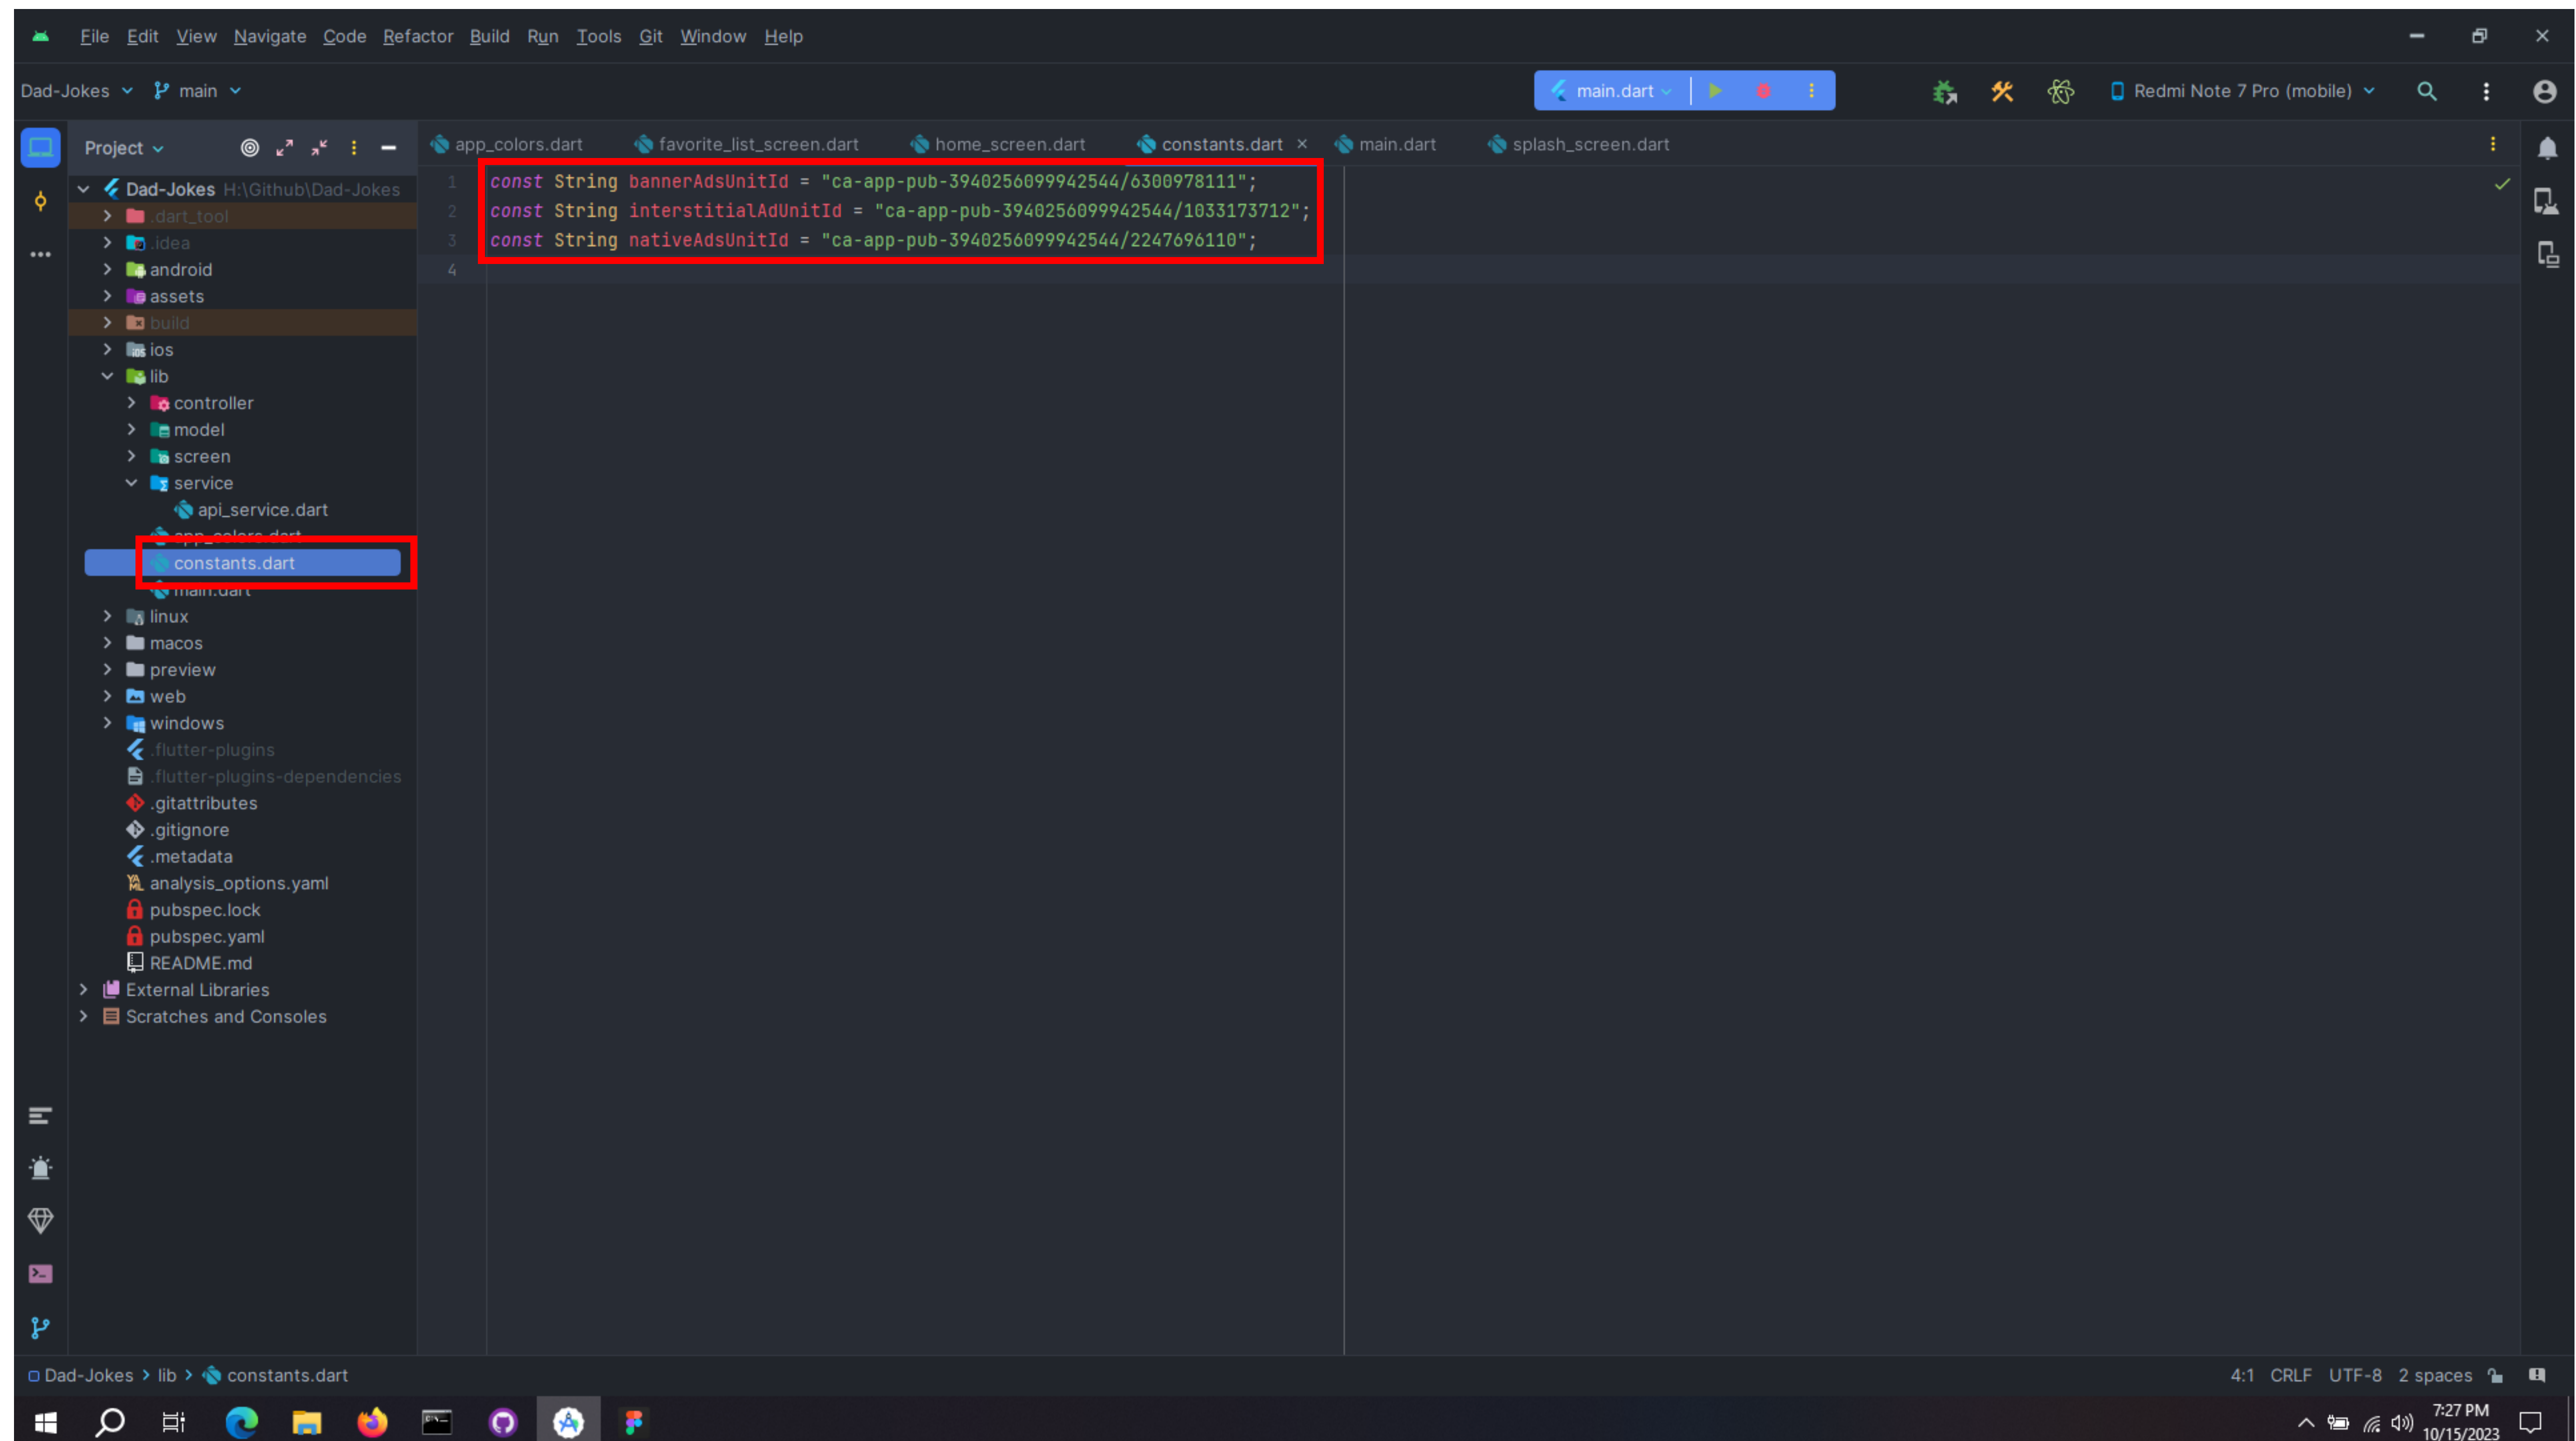 File Edit View Navigate Code Refactor Build Run Tools Git Window Help
Dad-Jokes main main.dart Redmi Note 7 Pro (mobile)
Project
app_colors.dart favorite_list_screen.dart home_screen.dart constants.dart main.dart splash_screen.dart
Dad-Jokes H:\Github\Dad-Jokes
.dart_tool
.idea
android
assets
build
ios
lib
controller
model
screen
service
api_service.dart
app_colors.dart
constants.dart
main.dart
linux
macos
preview
web
windows
.flutter-plugins
.flutter-plugins-dependencies
.gitattributes
.gitignore
.metadata
analysis_options.yaml
pubspec.lock
pubspec.yaml
README.md
External Libraries
Scratches and Consoles
1 const String bannerAdsUnitId = "ca-app-pub-3940256099942544/6300978111";
2 const String interstitialAdUnitId = "ca-app-pub-3940256099942544/1033173712";
3 const String nativeAdsUnitId = "ca-app-pub-3940256099942544/2247696110";
4
Dad-Jokes > lib > constants.dart
4:1 CRLF UTF-8 2 spaces
7:27 PM
10/15/2023